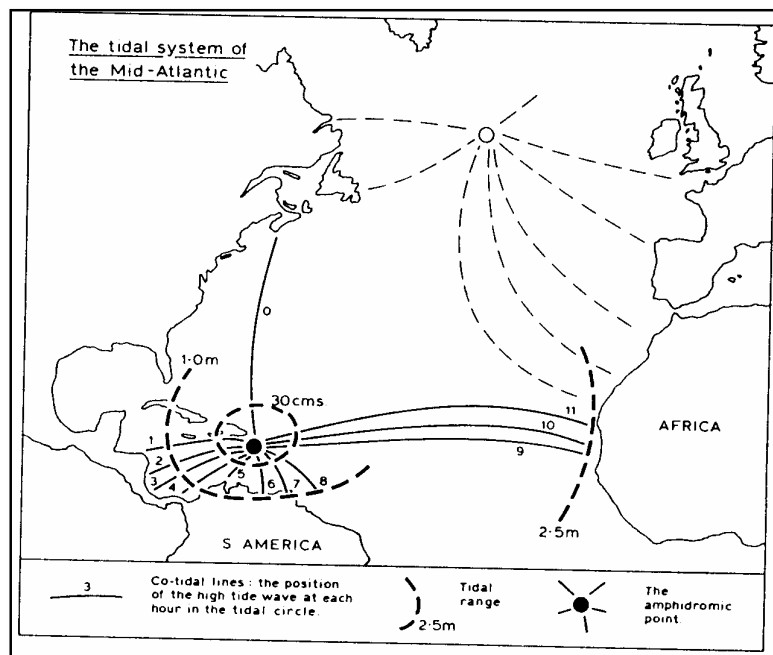 The tidal system of
the Mid-Atlantic
0
1·0m
30cms
1
2
3
4
5
6
7
8
11
10
9
AFRICA
S AMERICA
2·5m
3
Co-tidal lines : the position
of the high tide wave at each
hour in the tidal circle.
Tidal
range
2·5m
The
amphidromic
point.